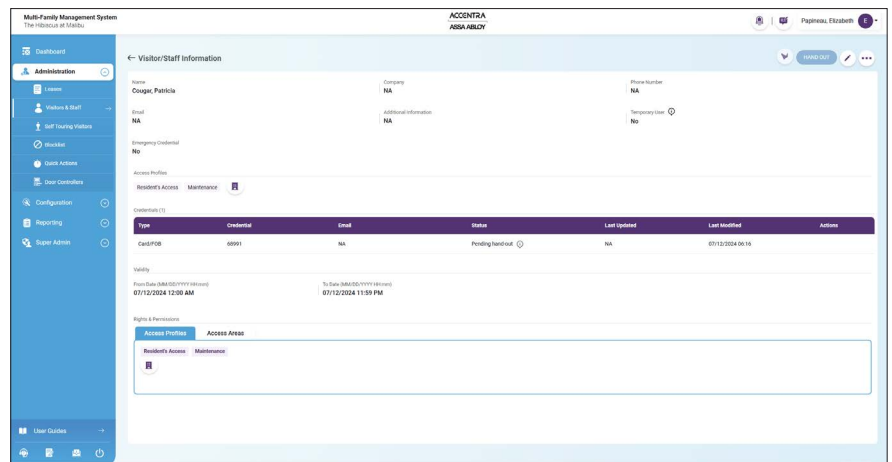 Multi-Family Management System
The Hibiscus at Malibu
ACCENTRA
ASSA ABLOY
Papineau, Elizabeth E
Dashboard
Administration
Leases
Visitors & Staff
Self Touring Visitors
Blocklist
Quick Actions
Door Controllers
Configuration
Reporting
Super Admin
User Guides
← Visitor/Staff Information
HAND OUT
Name
Cougar, Patricia
Company
NA
Phone Number
NA
Email
NA
Additional Information
NA
Temporary User
No
Emergency Credential
No
Access Profiles
Resident's Access Maintenance
Credentials (1)
Type Credential Email Status Last Updated Last Modified Actions
Card/FOB 68991 NA Pending hand-out NA 07/12/2024 06:16
Validity
From Date (MM/DD/YYYY HH:mm)
07/12/2024 12:00 AM
To Date (MM/DD/YYYY HH:mm)
07/12/2024 11:59 PM
Rights & Permissions
Access Profiles Access Areas
Resident's Access Maintenance